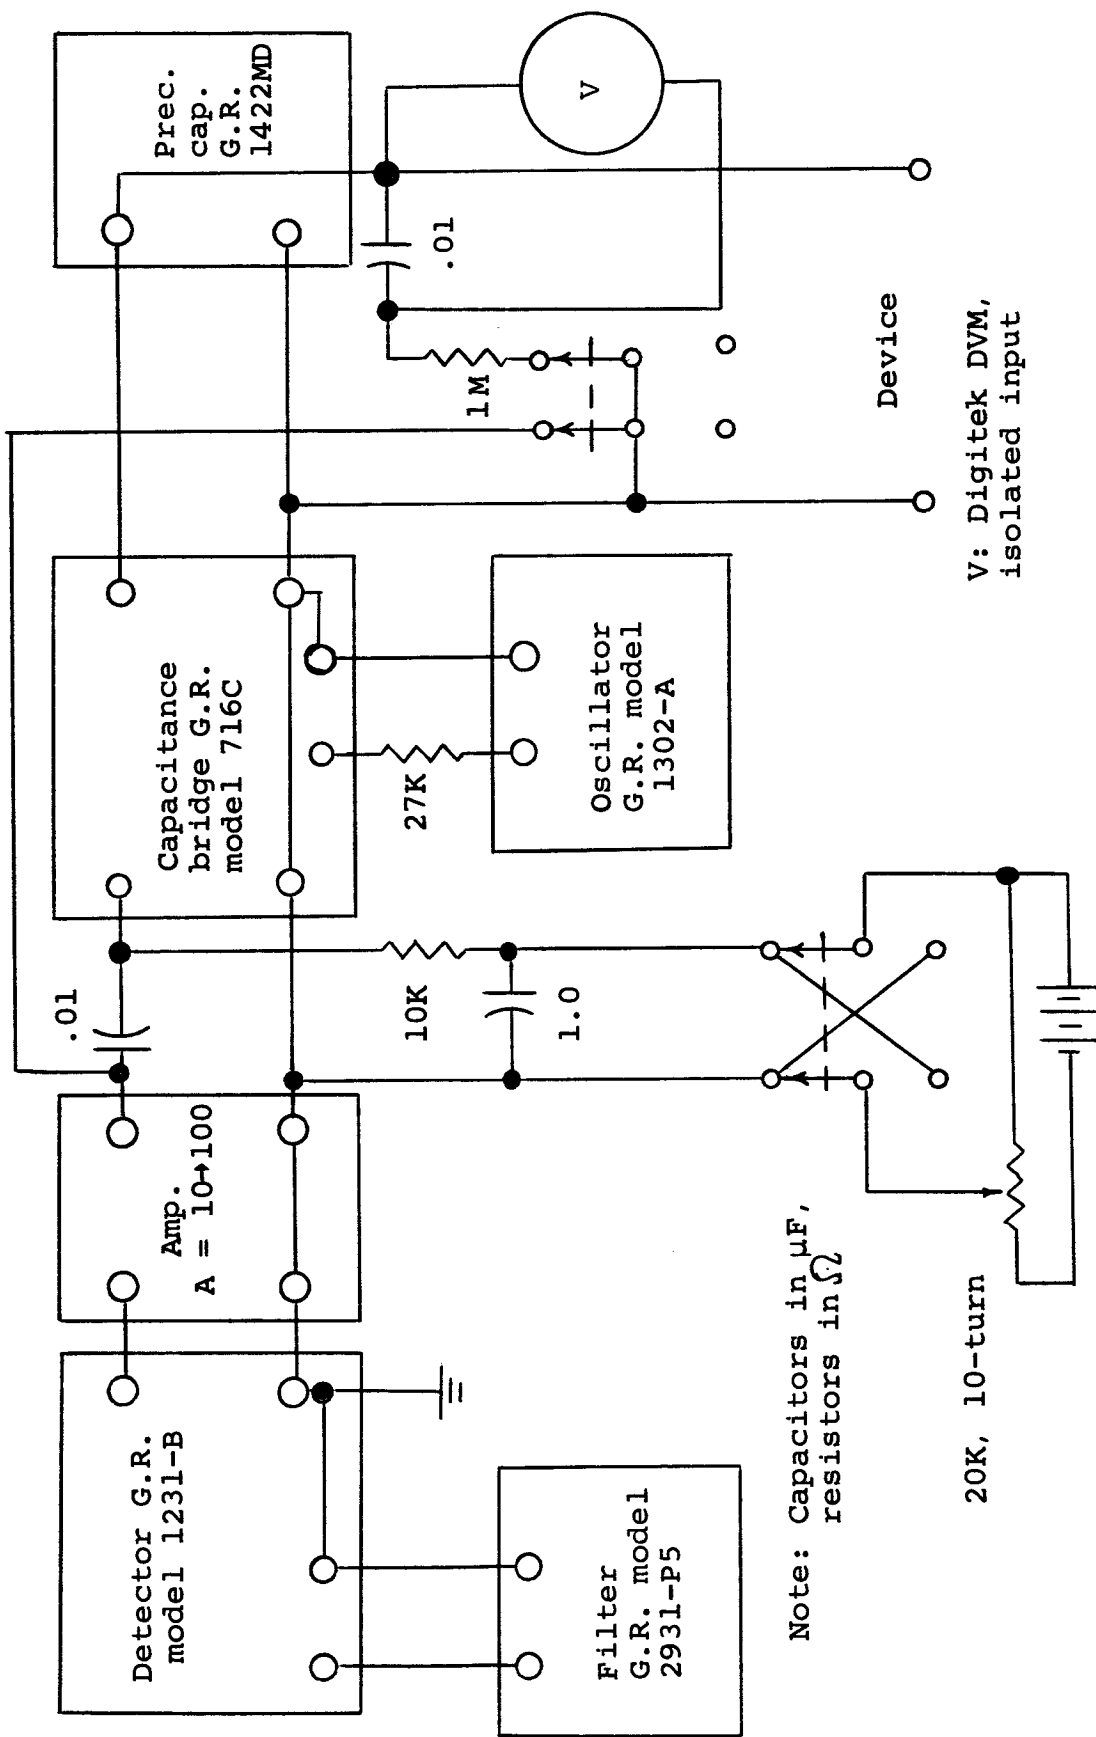 Detector G.R.
model 1231-B
Amp.
A = 10→100
.01
Capacitance
bridge G.R.
model 716C
Prec.
cap.
G.R.
1422MD
Filter
G.R. model
2931-P5
10K
1.0
27K
Oscillator
G.R. model
1302-A
1M
.01
V
Note: Capacitors in µF,
resistors in Ω
20K, 10-turn
Device
V: Digitek DVM,
isolated input